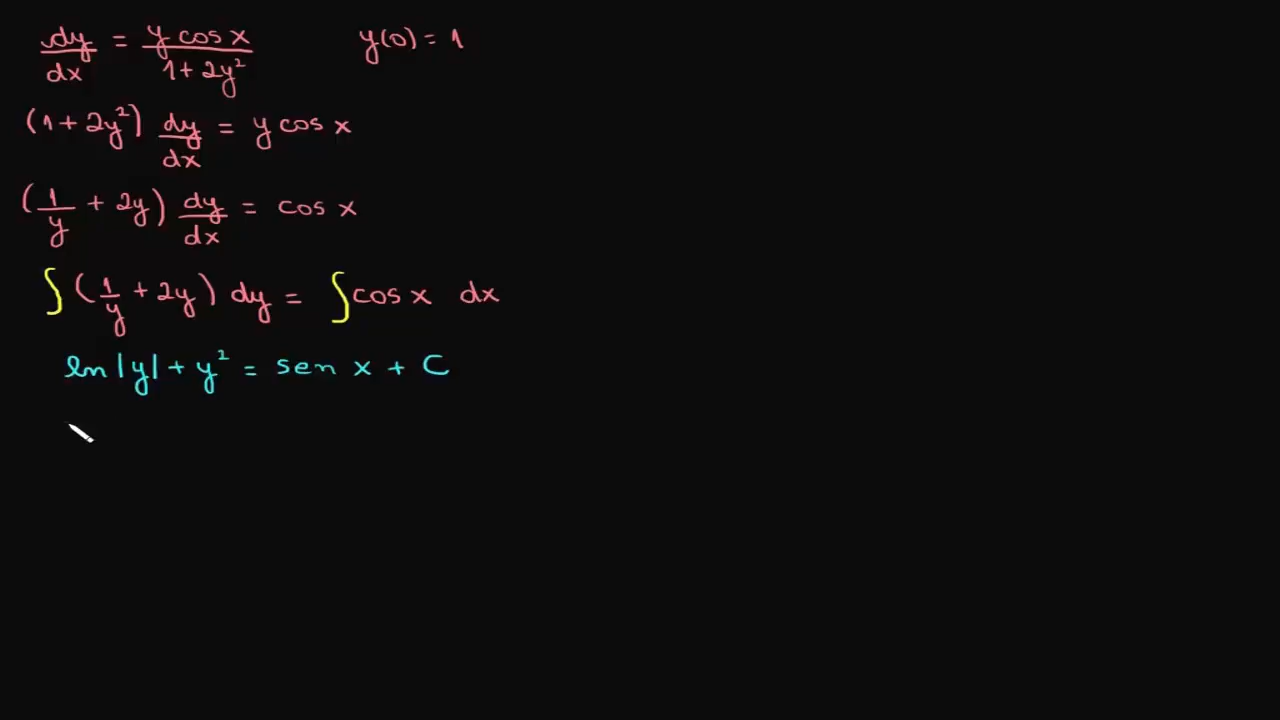 dy/dx = y cos x / 1 + 2y² y(0) = 1
(1 + 2y²) dy/dx = y cos x
(1/y + 2y) dy/dx = cos x
∫ (1/y + 2y) dy = ∫ cos x dx
ln |y| + y² = sen x + C